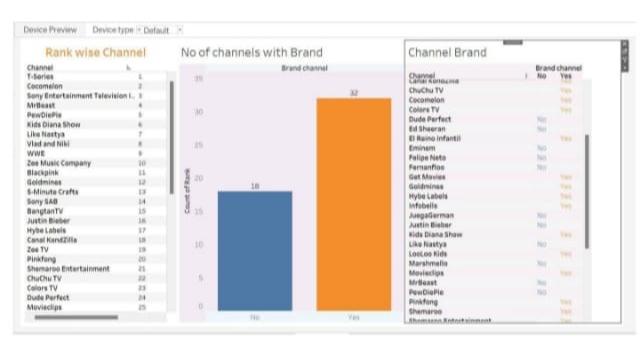 Device Preview Device type Default
Rank wise Channel
Channel
T-Series 1
Cocomelon 2
Sony Entertainment Television I.. 3
MrBeast 4
PewDiePie 5
Kids Diana Show 6
Like Nastya 7
Vlad and Niki 8
WWE 9
Zee Music Company 10
Blackpink 11
Goldmines 12
5-Minute Crafts 13
Sony SAB 14
BangtanTV 15
Justin Bieber 16
Hybe Labels 17
Canal KondZilla 18
Zee TV 19
Pinkfong 20
Shemaroo Entertainment 21
ChuChu TV 22
Colors TV 23
Dude Perfect 24
Movieclips 25
No of channels with Brand
Brand channel
Count of Rank
35
30
25
20
15
10
5
0
18
32
No
Yes
Channel Brand
Brand channel
Channel No Yes
Canal KondZilla Yes
ChuChu TV Yes
Cocomelon Yes
Colors TV Yes
Dude Perfect No
Ed Sheeran No
El Reino Infantil Yes
Eminem No
Felipe Neto No
Fernanfloo No
Get Movies Yes
Goldmines Yes
Hybe Labels Yes
Infobells Yes
JuegaGerman No
Justin Bieber No
Kids Diana Show Yes
Like Nastya No
LooLoo Kids Yes
Marshmello No
Movieclips Yes
MrBeast No
PewDiePie No
Pinkfong Yes
Shemaroo Yes
Shemaroo Entertainment